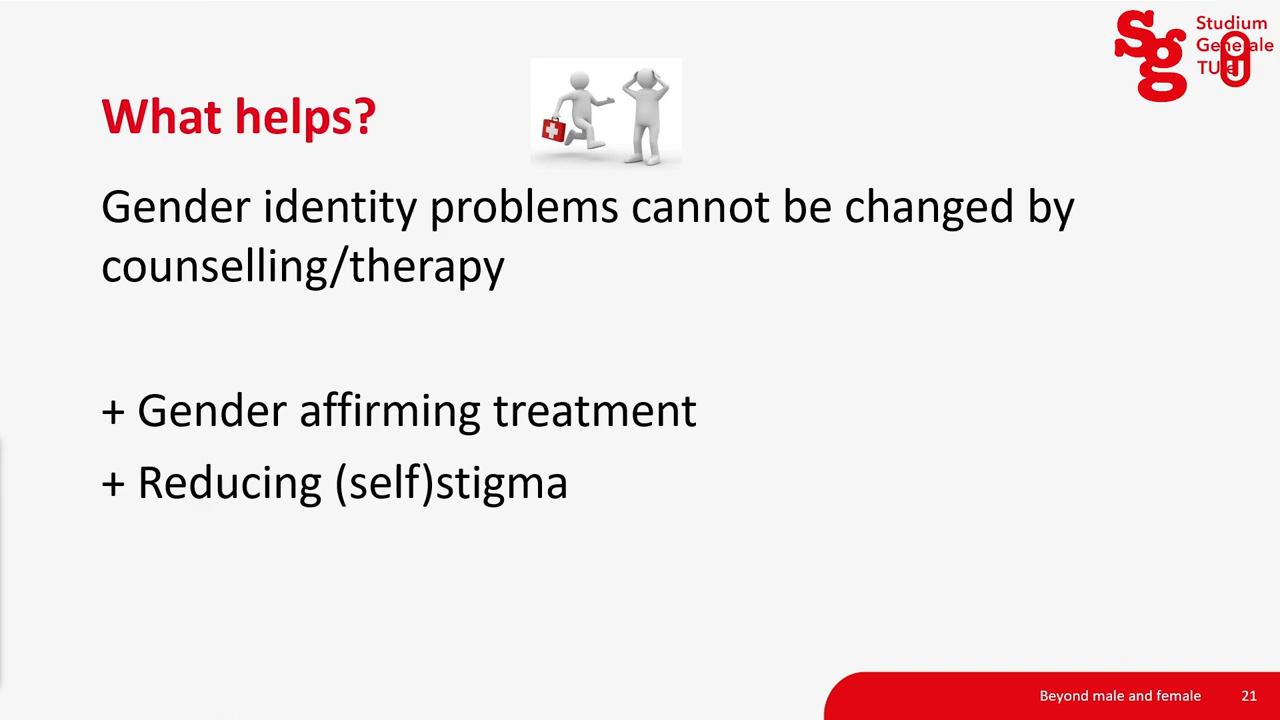 Studium
Generale
TU/e
What helps?
Gender identity problems cannot be changed by
counselling/therapy
+ Gender affirming treatment
+ Reducing (self)stigma
Beyond male and female 21